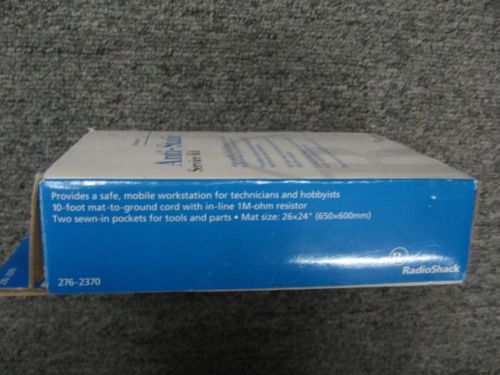 Anti-Static
Service Kit
Provides a safe, mobile workstation for technicians and hobbyists
10-foot mat-to-ground cord with in-line 1M-ohm resistor
Two sewn-in pockets for tools and parts • Mat size: 26×24" (650×600mm)
R
RadioShack
276-2370